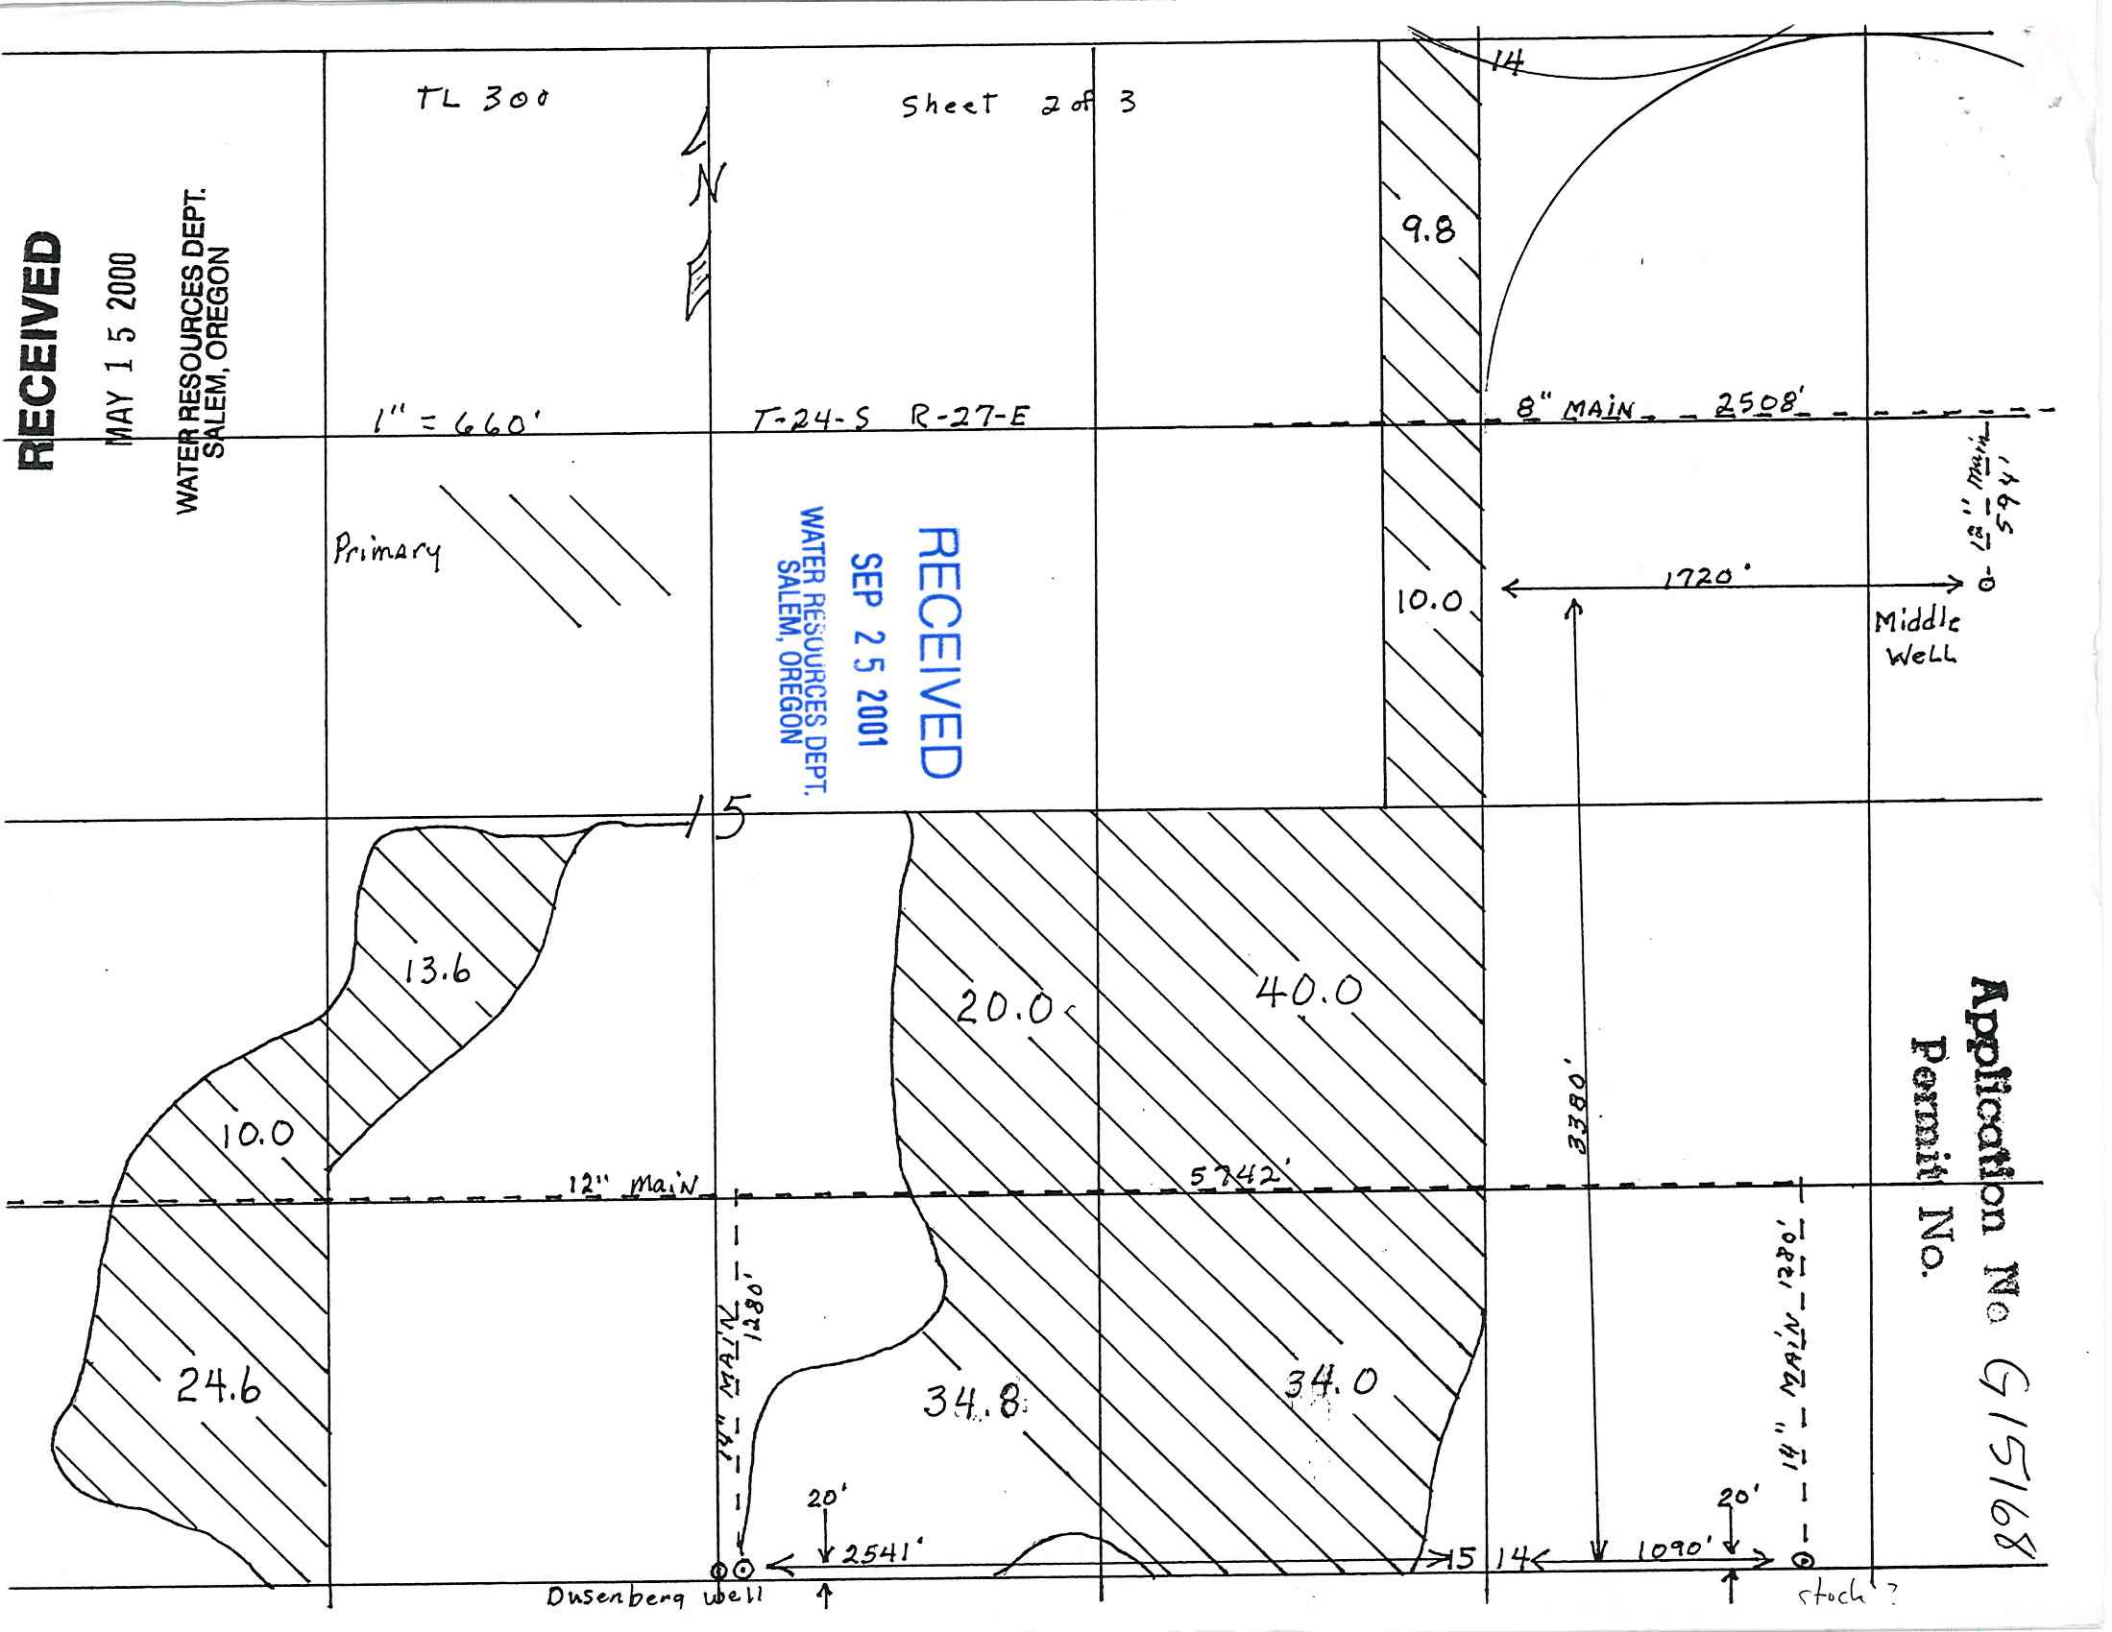 TL 300
Sheet 2 of 3
14
N
9.8
RECEIVED
MAY 15 2000
WATER RESOURCES DEPT.
SALEM, OREGON
1" = 660'
T-24-S R-27-E
8" MAIN 2508'
12" Main
594'
Primary
RECEIVED
SEP 25 2001
WATER RESOURCES DEPT.
SALEM, OREGON
10.0
1720'
Middle
Well
15
13.6
20.0
40.0
3380'
Application No G 15168
Permit No.
10.0
12" Main
5742'
14" MAIN
1280'
14" MAIN 1280'
24.6
34.8
34.0
20'
2541'
15 14
1090'
20'
Dusenberg Well
stock?